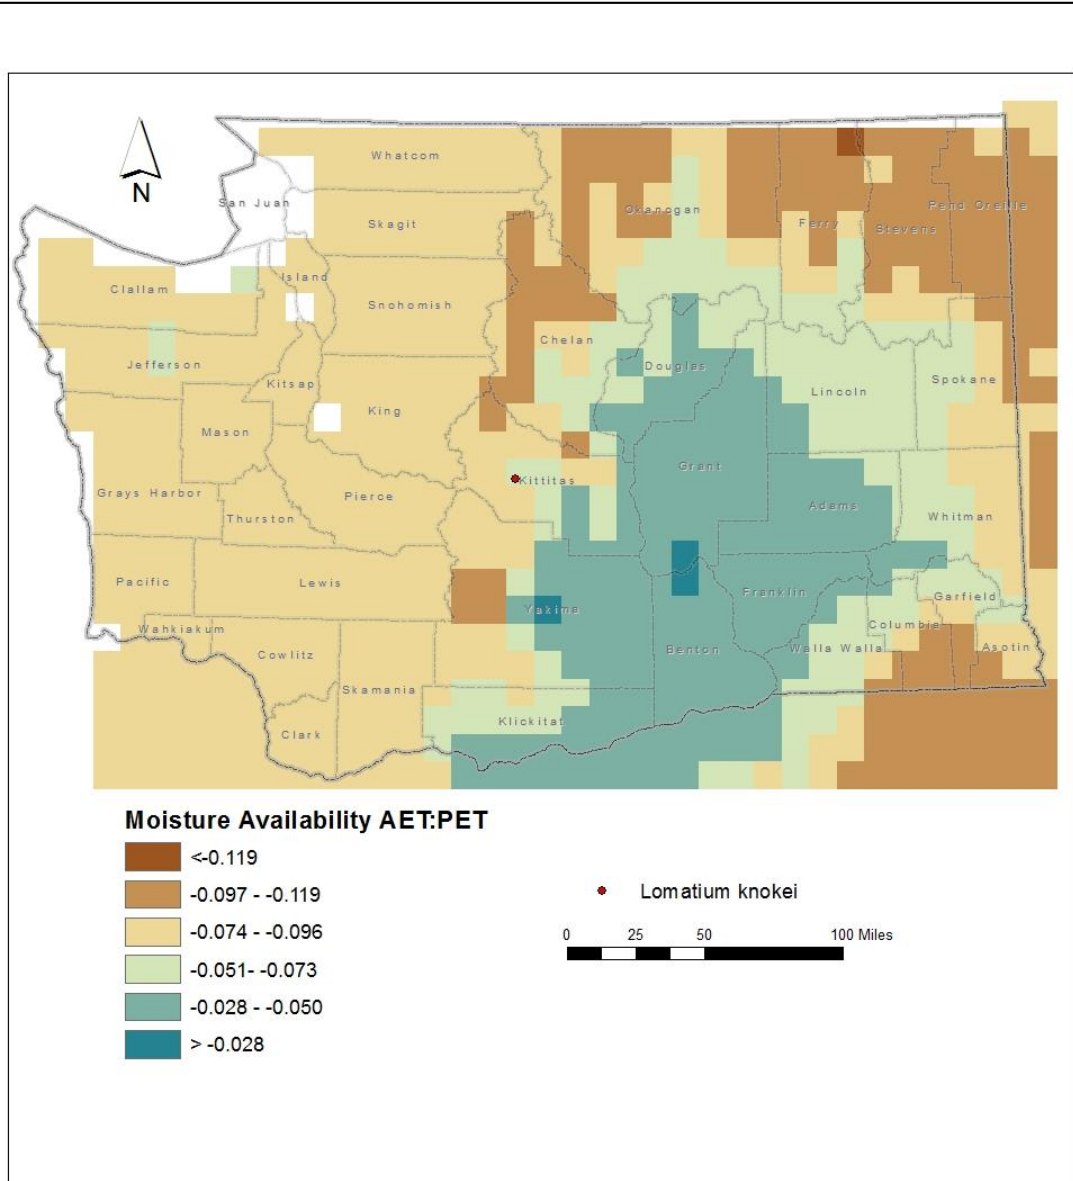 Whatcom
N
San Juan
Skagit
Okanogan
Ferry
Pend Oreille
Stevens
Island
Clallam
Snohomish
Chelan
Jefferson
Douglas
Kitsap
Spokane
Lincoln
King
Mason
Grant
Kittitas
Grays Harbor
Pierce
Adams
Thurston
Whitman
Pacific
Lewis
Franklin
Garfield
Yakima
Wahkiakum
Columbia
Cowlitz
Benton
Walla Walla
Asotin
Skamania
Klickitat
Clark
Moisture Availability AET:PET
<-0.119
-0.097 - -0.119
-0.074 - -0.096
-0.051- -0.073
-0.028 - -0.050
> -0.028
Lomatium knokei
0 25 50 100 Miles